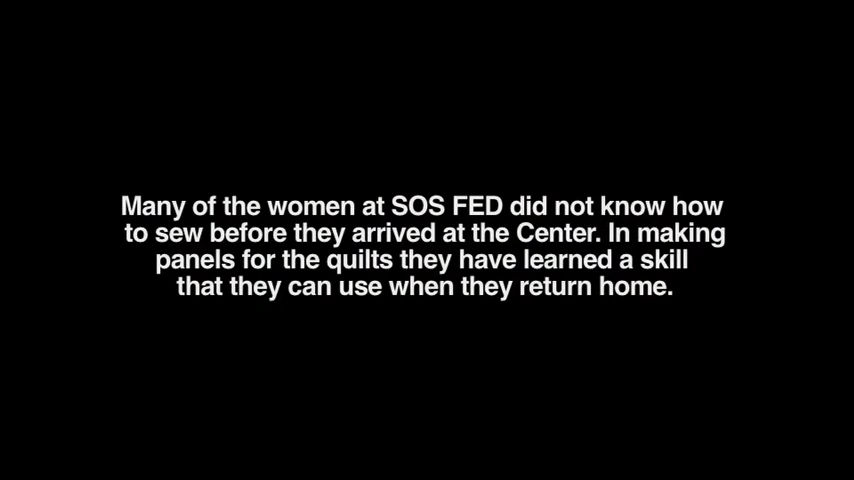 Many of the women at SOS FED did not know how
to sew before they arrived at the Center. In making
panels for the quilts they have learned a skill
that they can use when they return home.